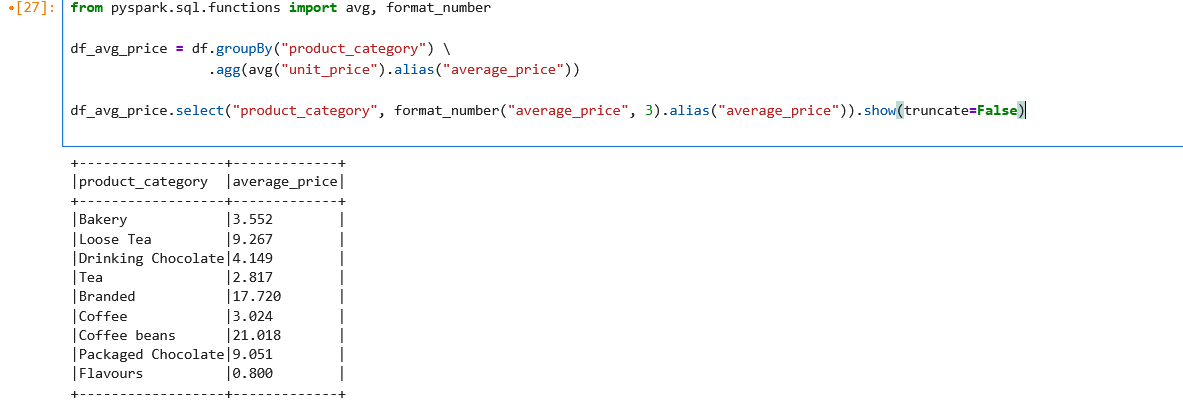 •[27]: from pyspark.sql.functions import avg, format_number
df_avg_price = df.groupBy("product_category") \
.agg(avg("unit_price").alias("average_price"))
df_avg_price.select("product_category", format_number("average_price", 3).alias("average_price")).show(truncate=False)
+------------------+-------------+
|product_category  |average_price|
+------------------+-------------+
|Bakery            |3.552        |
|Loose Tea         |9.267        |
|Drinking Chocolate|4.149        |
|Tea               |2.817        |
|Branded           |17.720       |
|Coffee            |3.024        |
|Coffee beans      |21.018       |
|Packaged Chocolate|9.051        |
|Flavours          |0.800        |
+------------------+-------------+